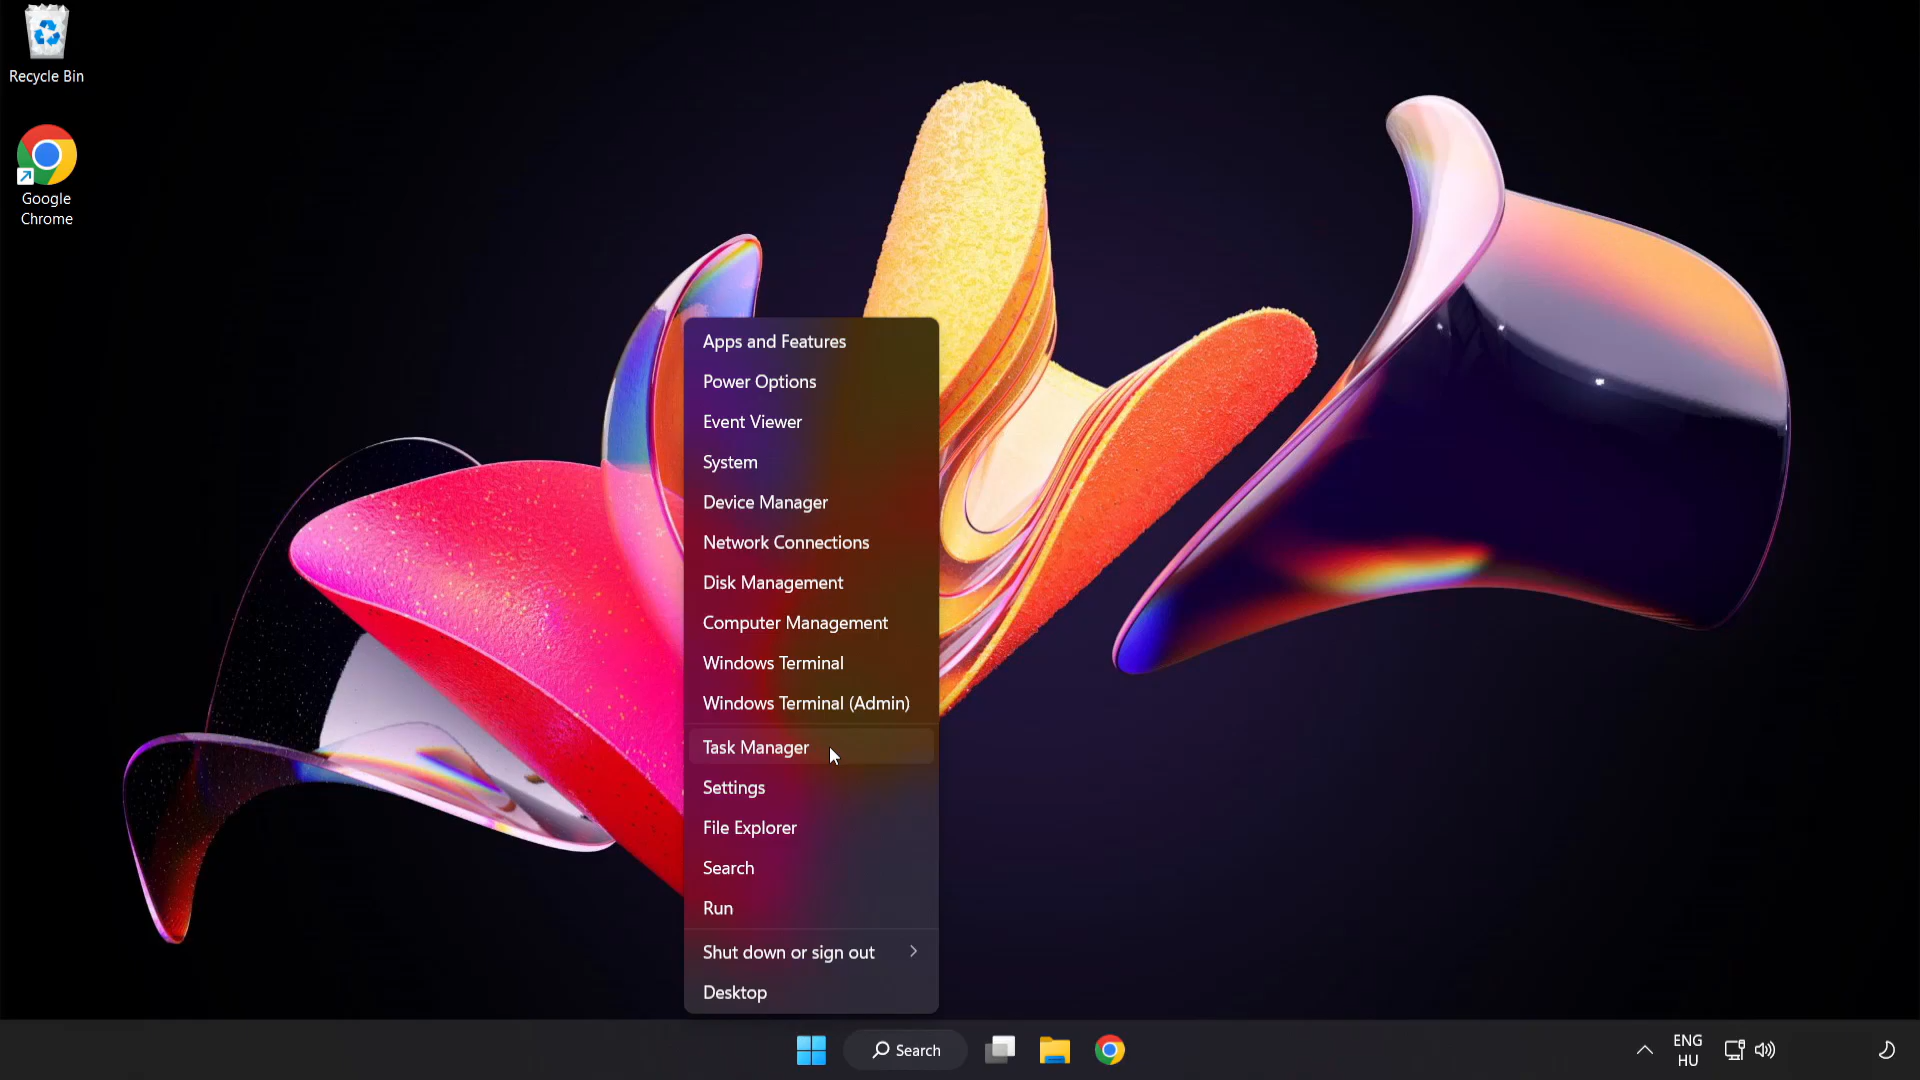 Recycle Bin
Google
Chrome
Apps and Features
Power Options
Event Viewer
System
Device Manager
Network Connections
Disk Management
Computer Management
Windows Terminal
Windows Terminal (Admin)
Task Manager
Settings
File Explorer
Search
Run
Shut down or sign out
Desktop
Search
ENG
HU